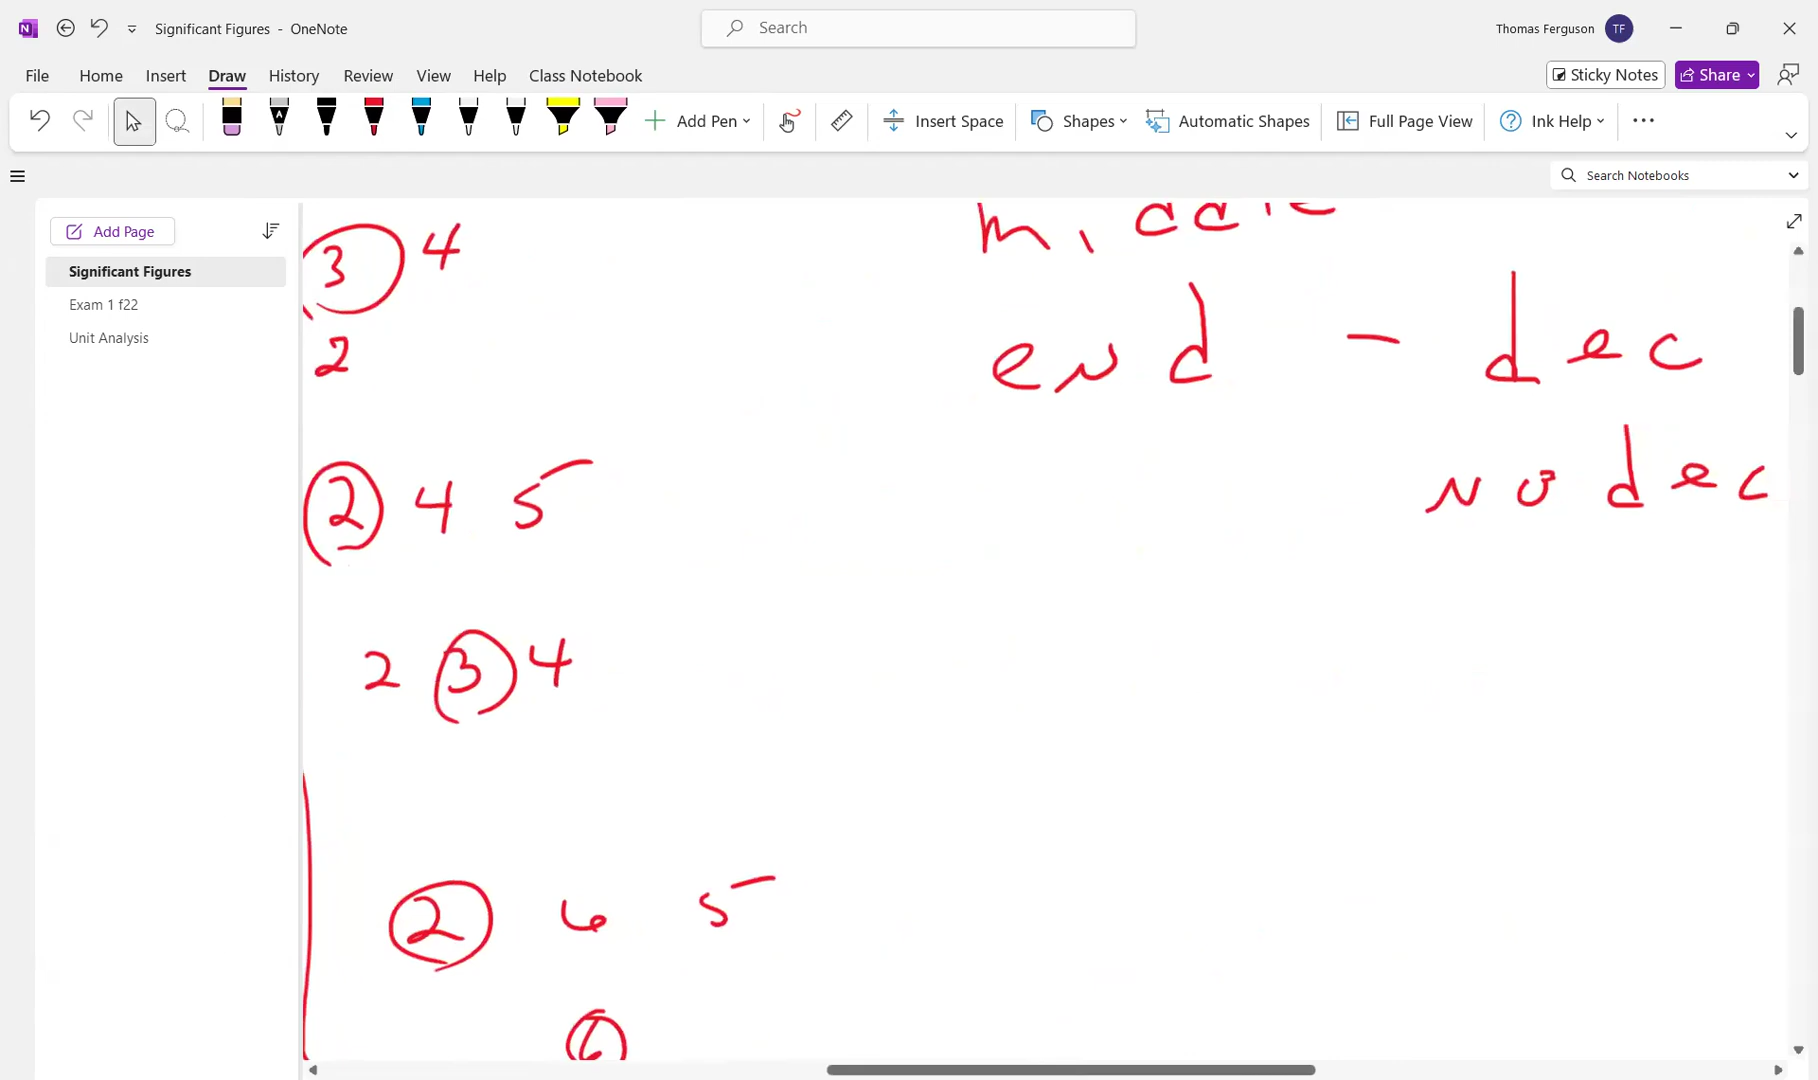 Significant Figures - OneNote
Search
Thomas Ferguson TF
File Home Insert Draw History Review View Help Class Notebook
Sticky Notes Share
Add Pen Insert Space Shapes Automatic Shapes Full Page View Ink Help
Search Notebooks
Add Page
Significant Figures
Exam 1 f22
Unit Analysis
3 4
middle
2
end - dec
2 4 5
no dec
2 3 4
2 6 5
6